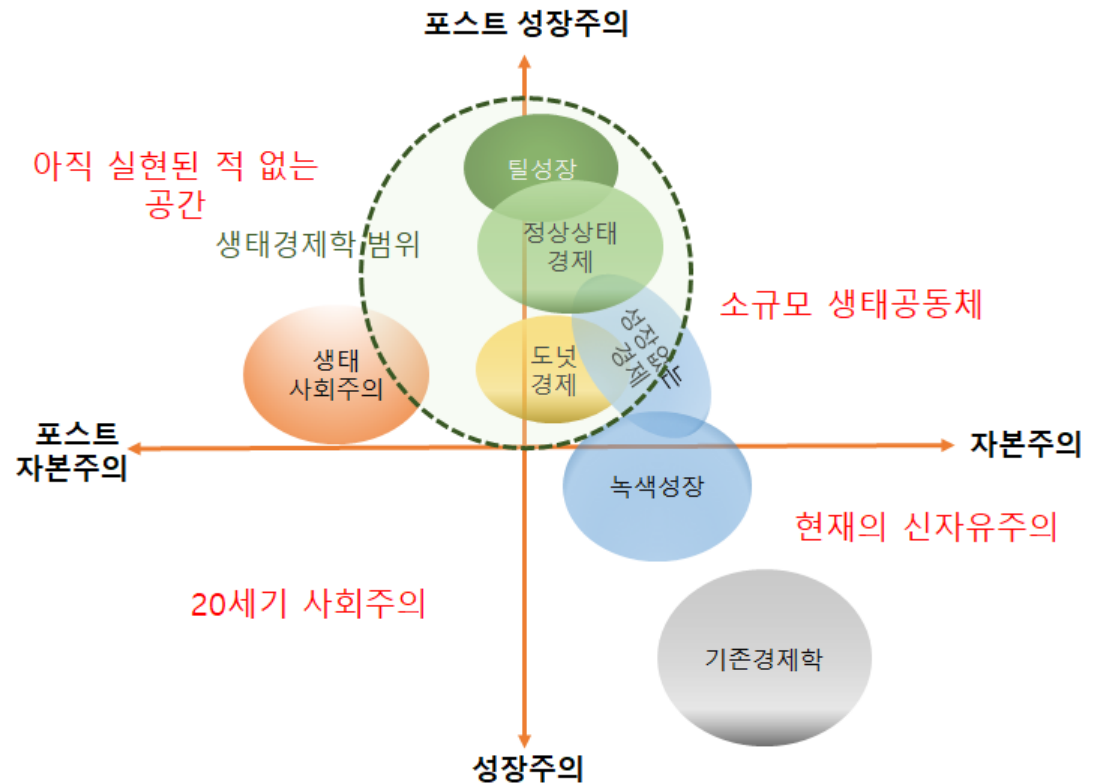 포스트 성장주의
아직 실현된 적 없는
공간
틸성장
생태경제학 범위
정상상태
경제
소규모 생태공동체
성장없는
경제
생태
사회주의
도넛
경제
포스트
자본주의
자본주의
녹색성장
현재의 신자유주의
20세기 사회주의
기존경제학
성장주의